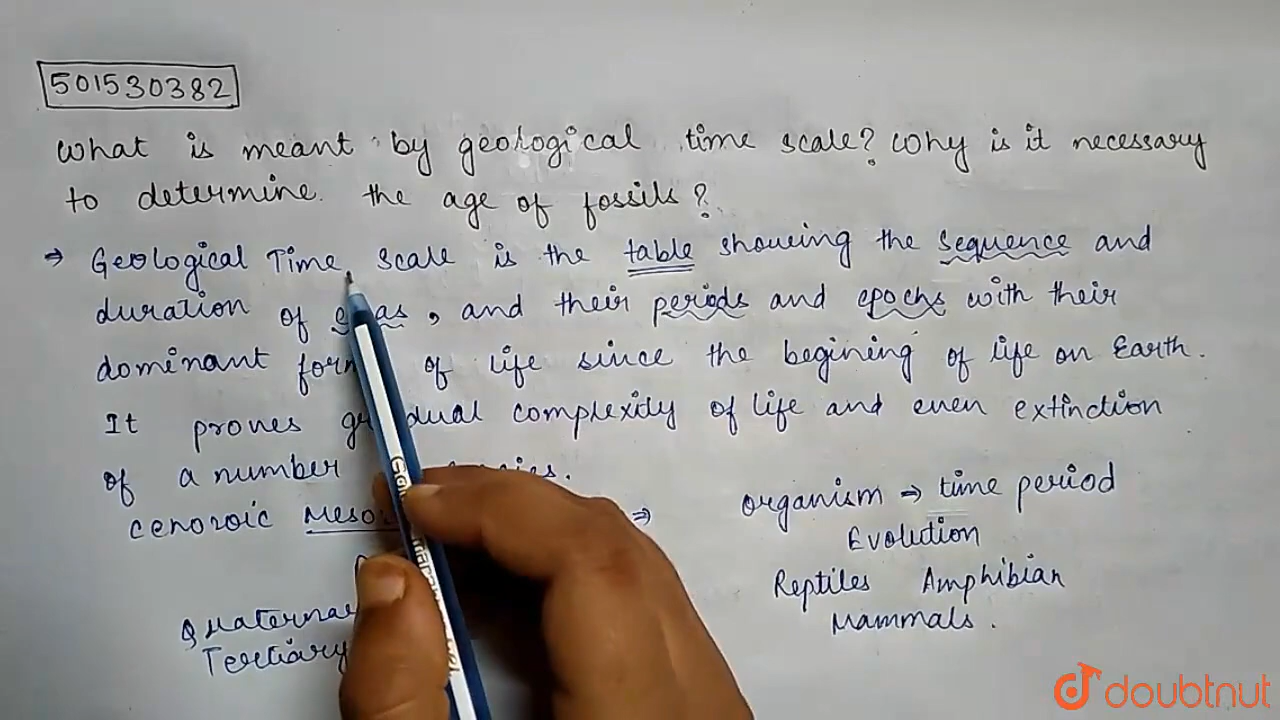 501530382
What is meant by geological time scale? Why is it necessary
to determine the age of fossils?
→ Geological Time Scale is the table showing the sequence and
duration of eras, and their periods and epochs with their
dominant form of life since the begining of life on Earth.
It proves gradual complexity of life and even extinction
of a number
cenozoic Meso →
organism → time period
Evolution
Reptiles Amphibian
Mammals.
Tertiary
doubtnut